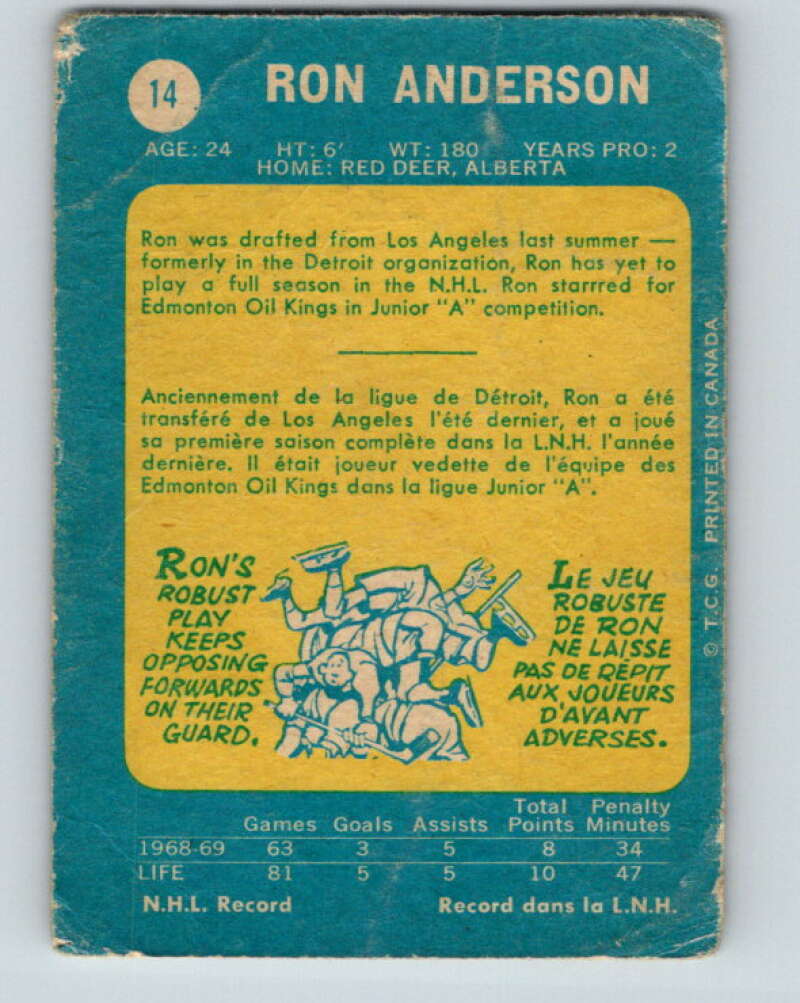 14
RON ANDERSON
AGE: 24 HT: 6' WT: 180 YEARS PRO: 2
HOME: RED DEER, ALBERTA
Ron was drafted from Los Angeles last summer —
formerly in the Detroit organization, Ron has yet to
play a full season in the N.H.L. Ron starrred for
Edmonton Oil Kings in Junior "A" competition.
Anciennement de la ligue de Détroit, Ron a été
transféré de Los Angeles l'été dernier, et a joué
sa première saison complète dans la L.N.H. l'année
dernière. Il était joueur vedette de l'équipe des
Edmonton Oil Kings dans la ligue Junior "A".
RON'S
ROBUST
PLAY
KEEPS
OPPOSING
FORWARDS
ON THEIR
GUARD.
LE JEU
ROBUSTE
DE RON
NE LAISSE
PAS DE RÉPIT
AUX JOUEURS
D'AVANT
ADVERSES.
© T.C.G. PRINTED IN CANADA
Total Penalty
Games Goals Assists Points Minutes
1968-69 63 3 5 8 34
LIFE 81 5 5 10 47
N.H.L. Record Record dans la L.N.H.